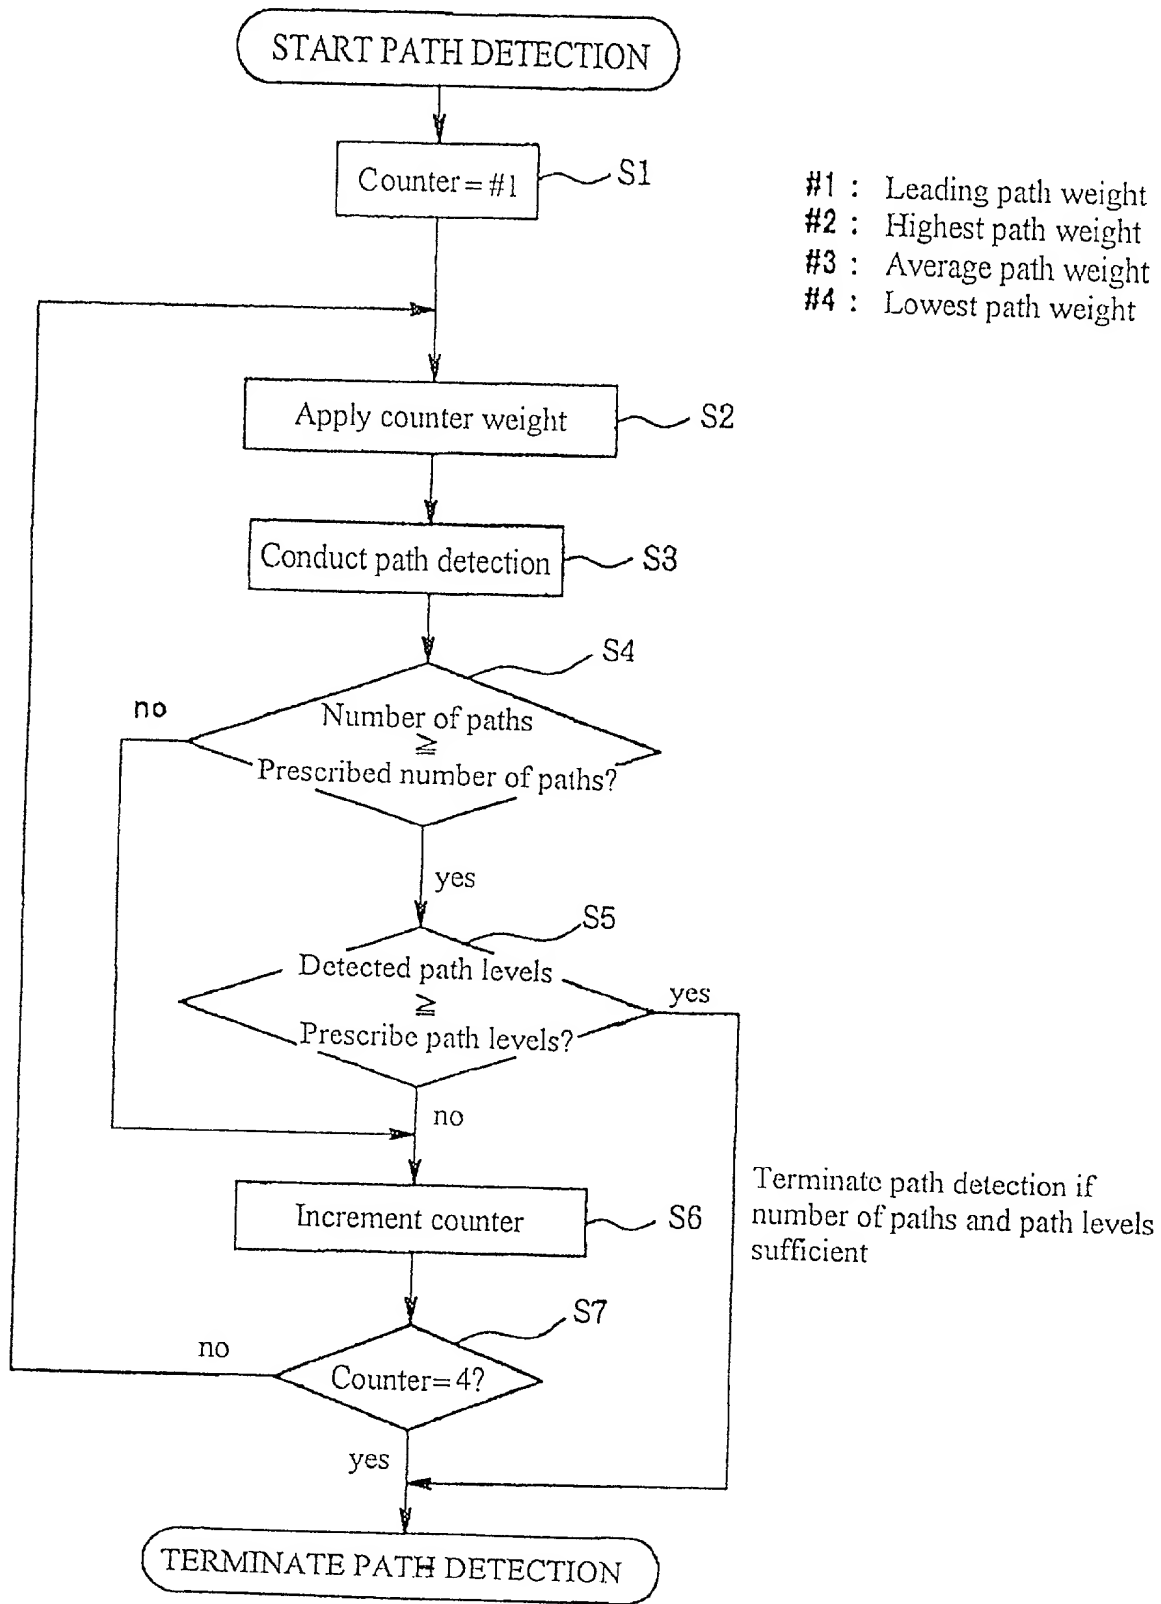 START PATH DETECTION
Counter=#1
S1
#1 : Leading path weight
#2 : Highest path weight
#3 : Average path weight
#4 : Lowest path weight
Apply counter weight
S2
Conduct path detection
S3
S4
no
Number of paths
≧
Prescribed number of paths?
yes
S5
Detected path levels
≧
Prescribe path levels?
yes
no
Terminate path detection if
number of paths and path levels
sufficient
Increment counter
S6
S7
no
Counter=4?
yes
TERMINATE PATH DETECTION